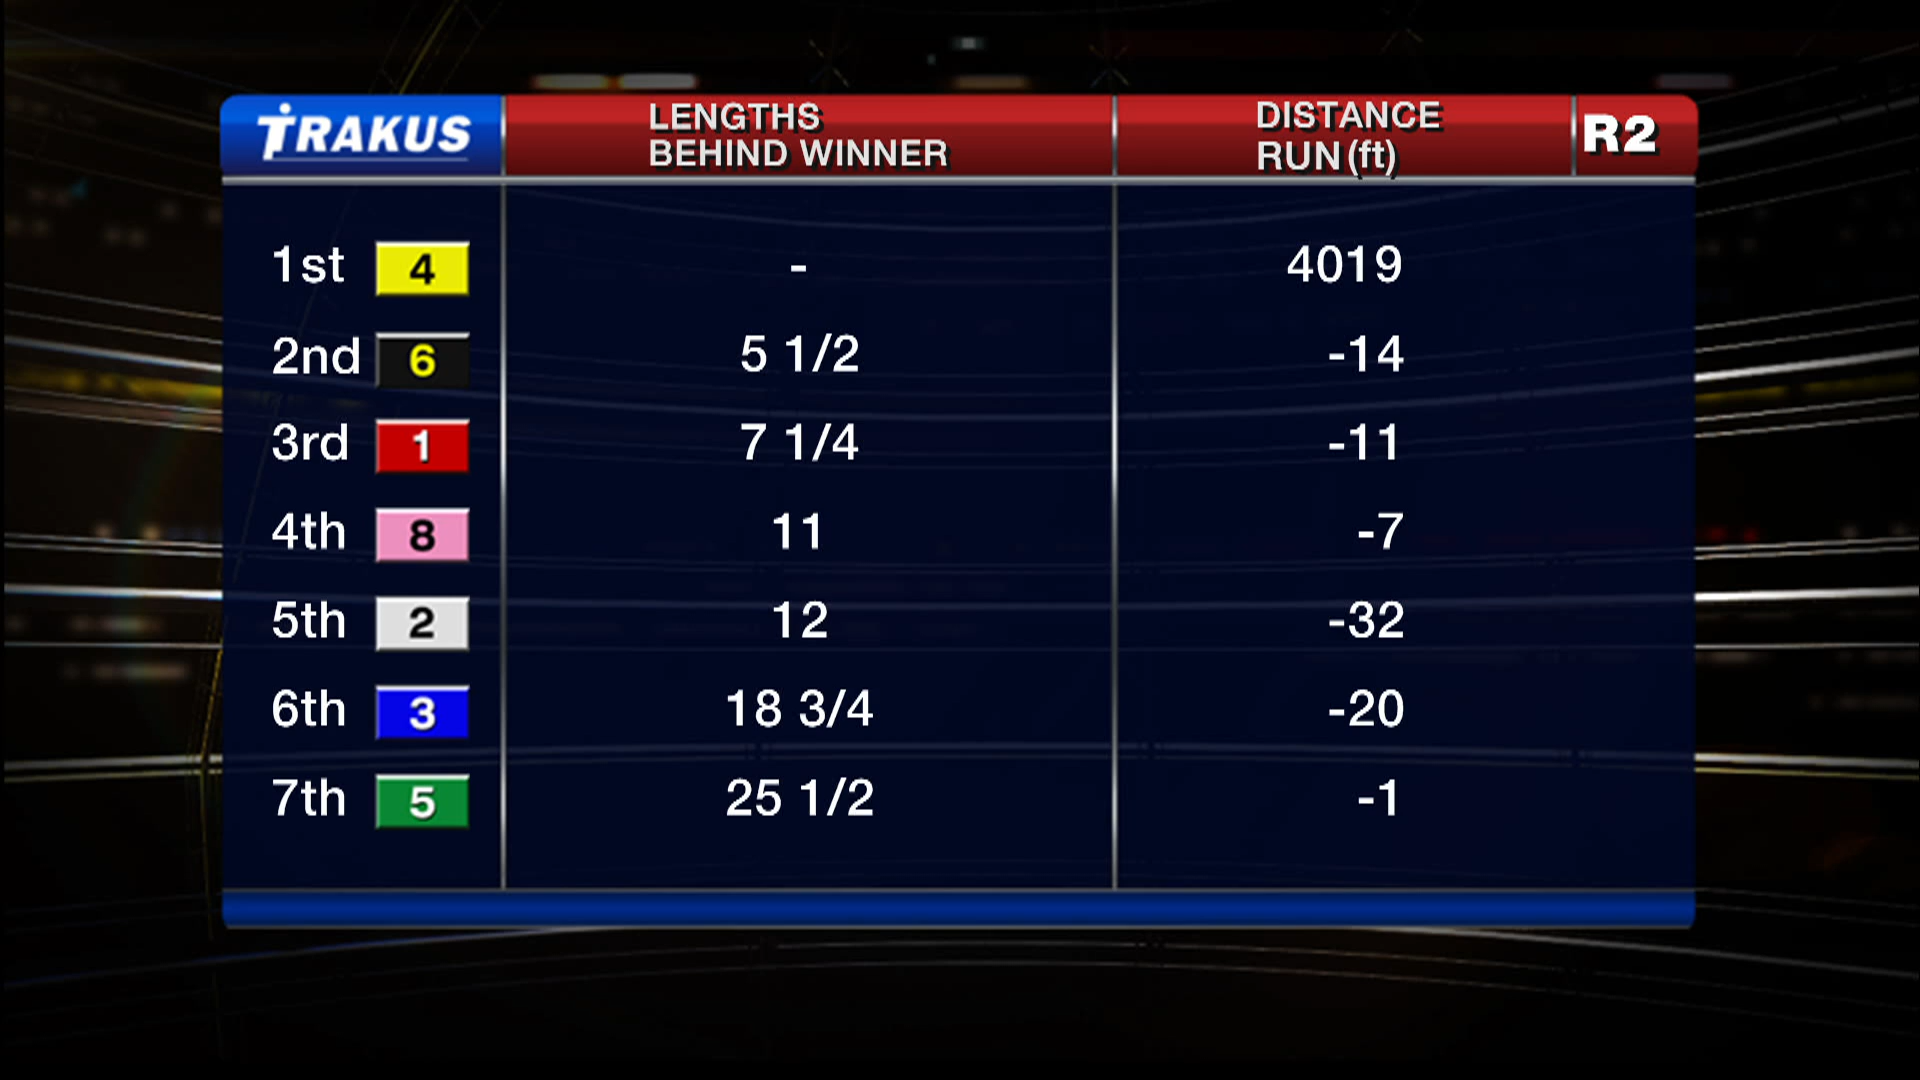 TRAKUS
LENGTHS
BEHIND WINNER
DISTANCE
RUN (ft)
R2
1st 4 - 4019
2nd 6 5 1/2 -14
3rd 1 7 1/4 -11
4th 8 11 -7
5th 2 12 -32
6th 3 18 3/4 -20
7th 5 25 1/2 -1